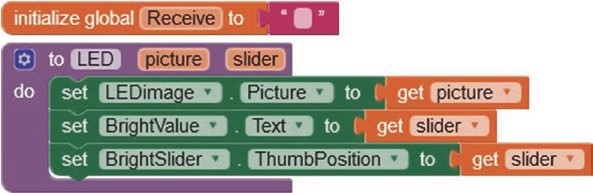 initialize global Receive to " "
to LED picture slider
do set LEDimage . Picture to get picture
set BrightValue . Text to get slider
set BrightSlider . ThumbPosition to get slider